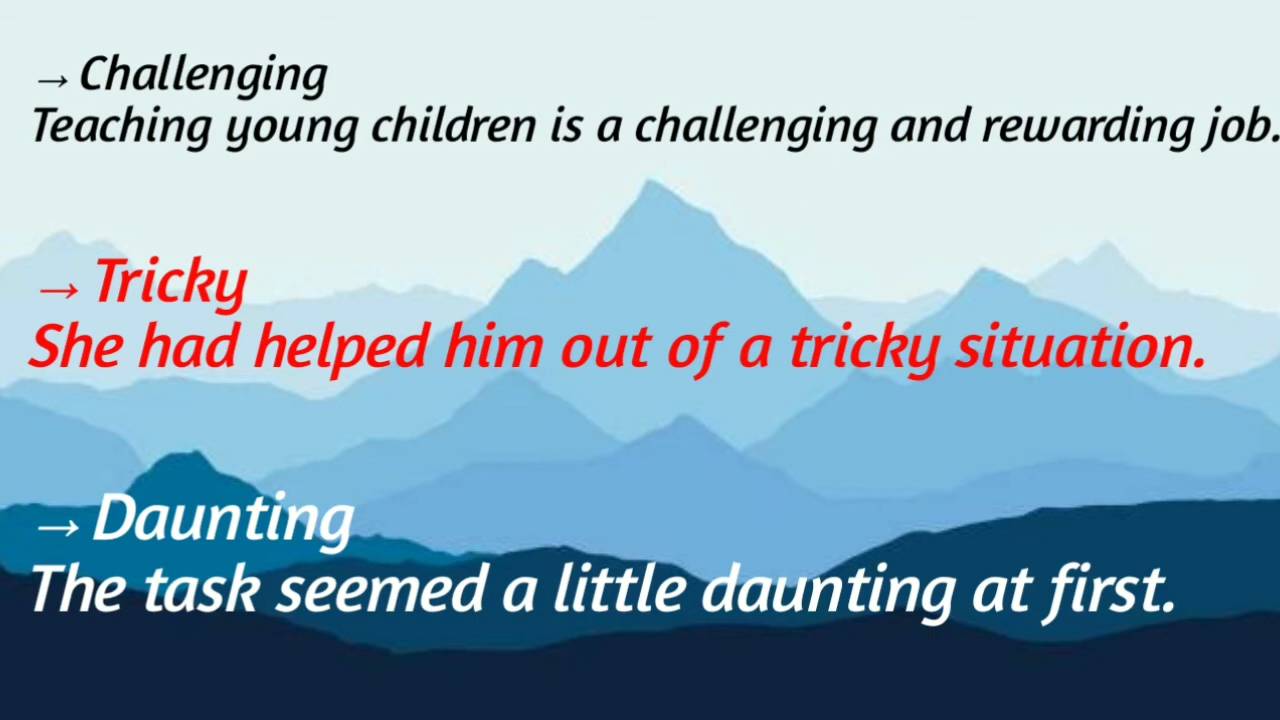 → Challenging
Teaching young children is a challenging and rewarding job.
→ Tricky
She had helped him out of a tricky situation.
→ Daunting
The task seemed a little daunting at first.